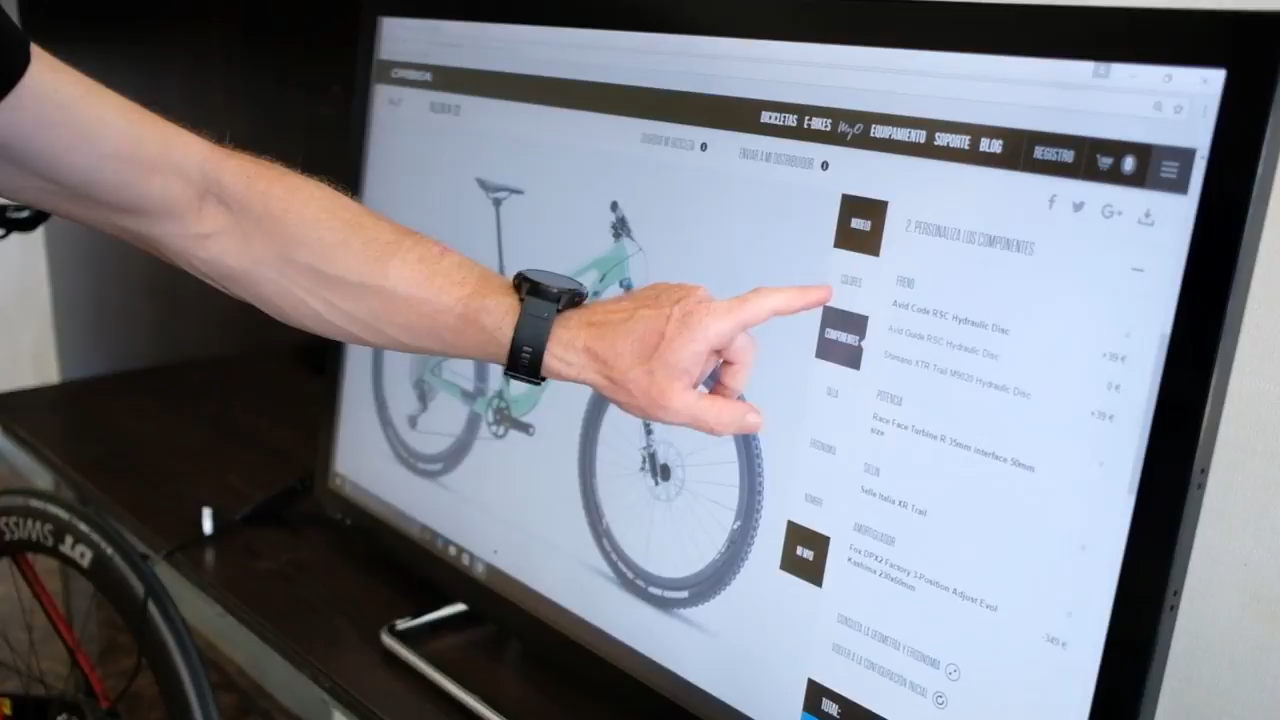 ORBEA
BICICLETAS E-BIKES MyO EQUIPAMIENTO SOPORTE BLOG
REGISTRO
0
GUARDAR MI BICICLETA
ENVIAR A MI DISTRIBUIDOR
MODELO
2. PERSONALIZA LOS COMPONENTES
COLORES
FRENO
Avid Code RSC Hydraulic Disc
+39 €
COMPONENTES
Avid Guide RSC Hydraulic Disc
0 €
Shimano XTR Trail M9020 Hydraulic Disc
+39 €
TALLA
POTENCIA
Race Face Turbine R 35mm interface 50mm
size
ERGONOMIA
SILLIN
Selle Italia XR Trail
NOMBRE
AMORTIGUADOR
MI MYO
Fox DPX2 Factory 3-Position Adjust Evol
Kashima 230x60mm
-349 €
CONSULTA LA GEOMETRÍA Y ERGONOMIA
VOLVER A LA CONFIGURACIÓN INICIAL
TOTAL:
DT SWISS